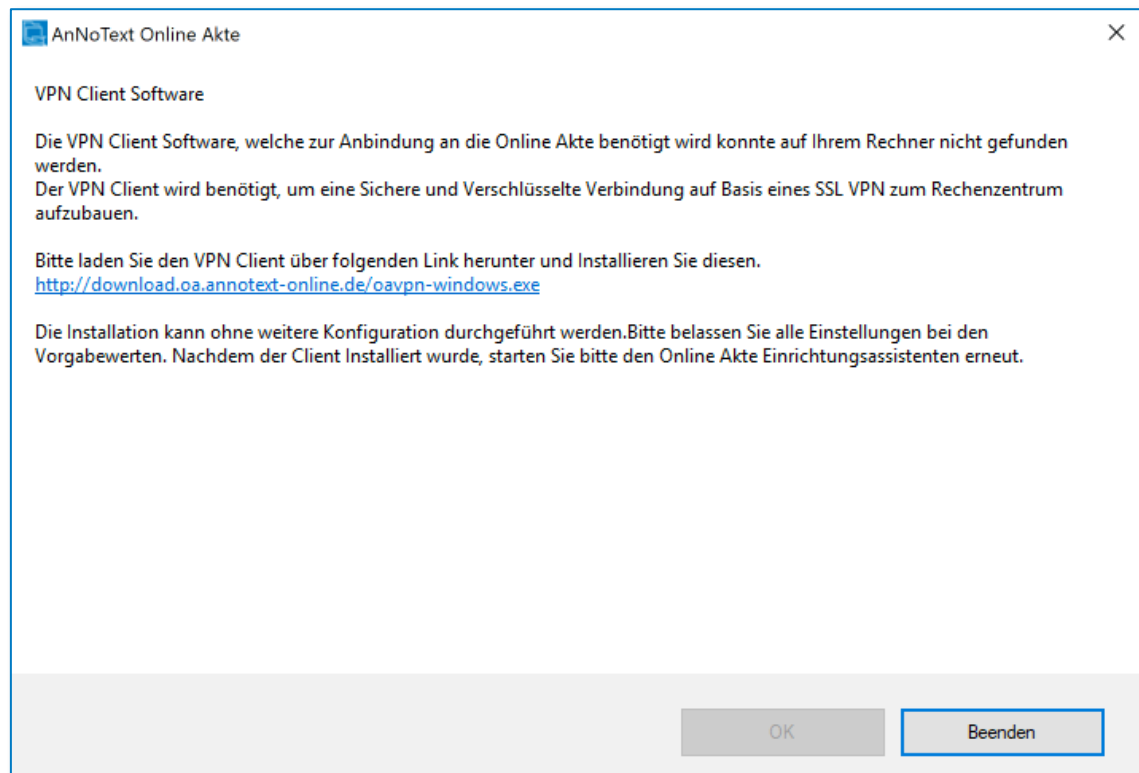 AnNoText Online Akte
VPN Client Software
Die VPN Client Software, welche zur Anbindung an die Online Akte benötigt wird konnte auf Ihrem Rechner nicht gefunden
werden.
Der VPN Client wird benötigt, um eine Sichere und Verschlüsselte Verbindung auf Basis eines SSL VPN zum Rechenzentrum
aufzubauen.
Bitte laden Sie den VPN Client über folgenden Link herunter und Installieren Sie diesen.
http://download.oa.annotext-online.de/oavpn-windows.exe
Die Installation kann ohne weitere Konfiguration durchgeführt werden.Bitte belassen Sie alle Einstellungen bei den
Vorgabewerten. Nachdem der Client Installiert wurde, starten Sie bitte den Online Akte Einrichtungsassistenten erneut.
OK
Beenden